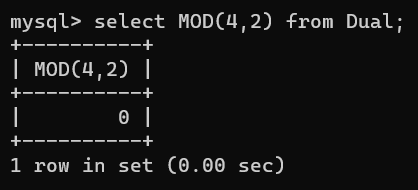 mysql> select MOD(4,2) from Dual;
+----------+
| MOD(4,2) |
+----------+
|        0 |
+----------+
1 row in set (0.00 sec)